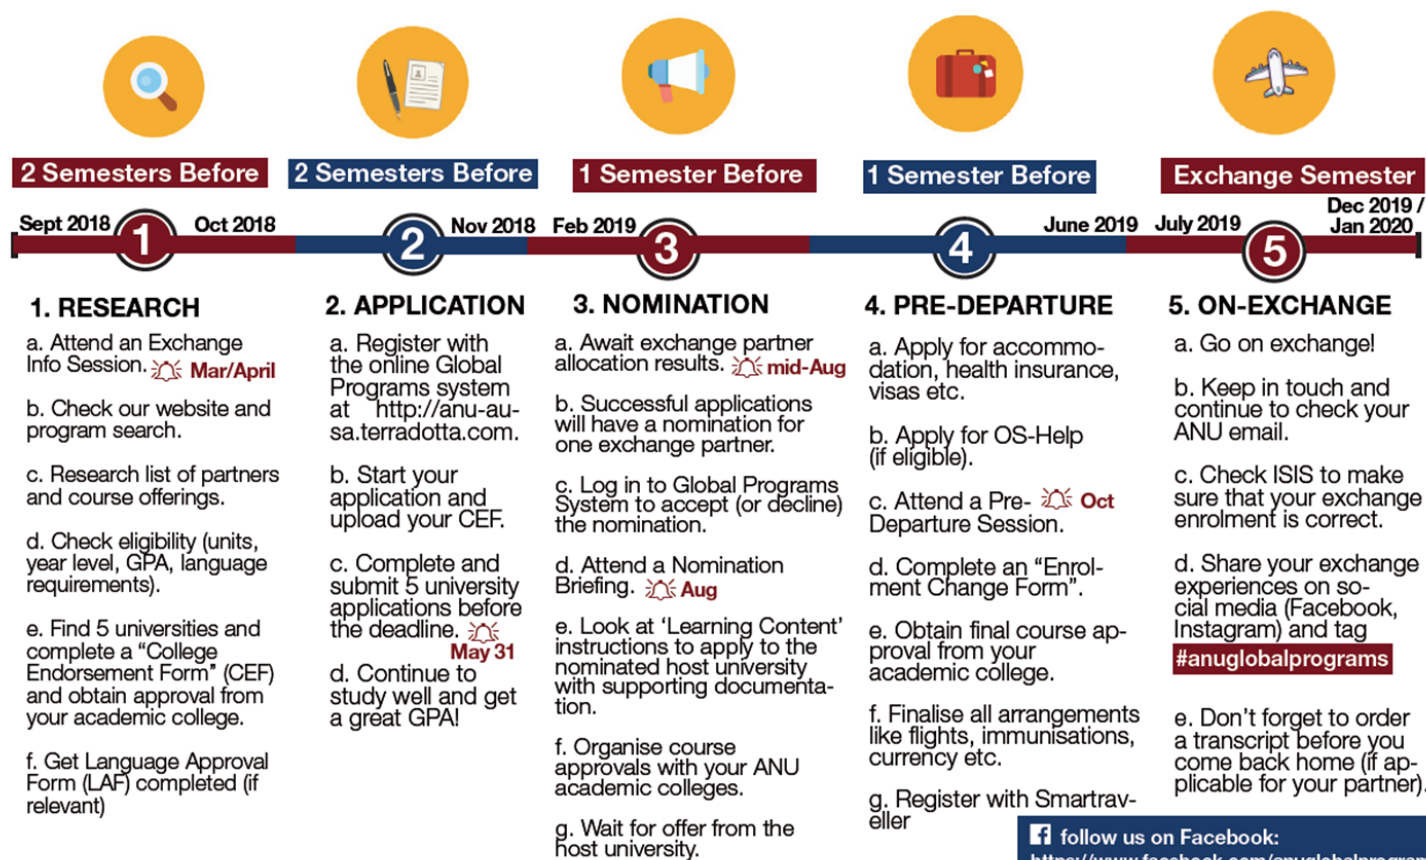 2 Semesters Before
2 Semesters Before
1 Semester Before
1 Semester Before
Exchange Semester
Sept 2018
1
Oct 2018
2
Nov 2018
Feb 2019
3
4
June 2019
July 2019
5
Dec 2019 /
Jan 2020
1. RESEARCH
a. Attend an Exchange
Info Session. Mar/April
b. Check our website and
program search.
c. Research list of partners
and course offerings.
d. Check eligibility (units,
year level, GPA, language
requirements).
e. Find 5 universities and
complete a “College
Endorsement Form” (CEF)
and obtain approval from
your academic college.
f. Get Language Approval
Form (LAF) completed (if
relevant)
2. APPLICATION
a. Register with
the online Global
Programs system
at http://anu-au-
sa.terradotta.com.
b. Start your
application and
upload your CEF.
c. Complete and
submit 5 university
applications before
the deadline.
May 31
d. Continue to
study well and get
a great GPA!
3. NOMINATION
a. Await exchange partner
allocation results. mid-Aug
b. Successful applications
will have a nomination for
one exchange partner.
c. Log in to Global Programs
System to accept (or decline)
the nomination.
d. Attend a Nomination
Briefing. Aug
e. Look at ‘Learning Content’
instructions to apply to the
nominated host university
with supporting documenta-
tion.
f. Organise course
approvals with your ANU
academic colleges.
g. Wait for offer from the
host university.
4. PRE-DEPARTURE
a. Apply for accommo-
dation, health insurance,
visas etc.
b. Apply for OS-Help
(if eligible).
c. Attend a Pre- Oct
Departure Session.
d. Complete an “Enrol-
ment Change Form”.
e. Obtain final course ap-
proval from your
academic college.
f. Finalise all arrangements
like flights, immunisations,
currency etc.
g. Register with Smartrav-
eller
5. ON-EXCHANGE
a. Go on exchange!
b. Keep in touch and
continue to check your
ANU email.
c. Check ISIS to make
sure that your exchange
enrolment is correct.
d. Share your exchange
experiences on so-
cial media (Facebook,
Instagram) and tag
#anuglobalprograms
e. Don’t forget to order
a transcript before you
come back home (if ap-
plicable for your partner).
f follow us on Facebook:
https://www.facebook.com/anuglobalprogram